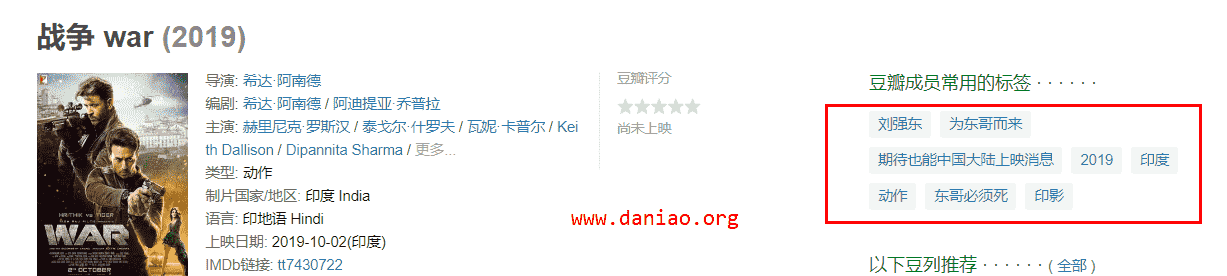 战争 war (2019)
导演: 希达·阿南德
编剧: 希达·阿南德 / 阿迪提亚·乔普拉
主演: 赫里尼克·罗斯汉 / 泰戈尔·什罗夫 / 瓦妮·卡普尔 / Kei
th Dallison / Dipannita Sharma / 更多...
类型: 动作
制片国家/地区: 印度 India
语言: 印地语 Hindi
上映日期: 2019-10-02(印度)
IMDb链接: tt7430722
HRITHIK vs TIGER
WAR
2ND OCTOBER
豆瓣评分
尚未上映
www.daniao.org
豆瓣成员常用的标签 · · · · · ·
刘强东 为东哥而来
期待也能中国大陆上映消息 2019 印度
动作 东哥必须死 印影
以下豆列推荐 · · · · · · ( 全部 )